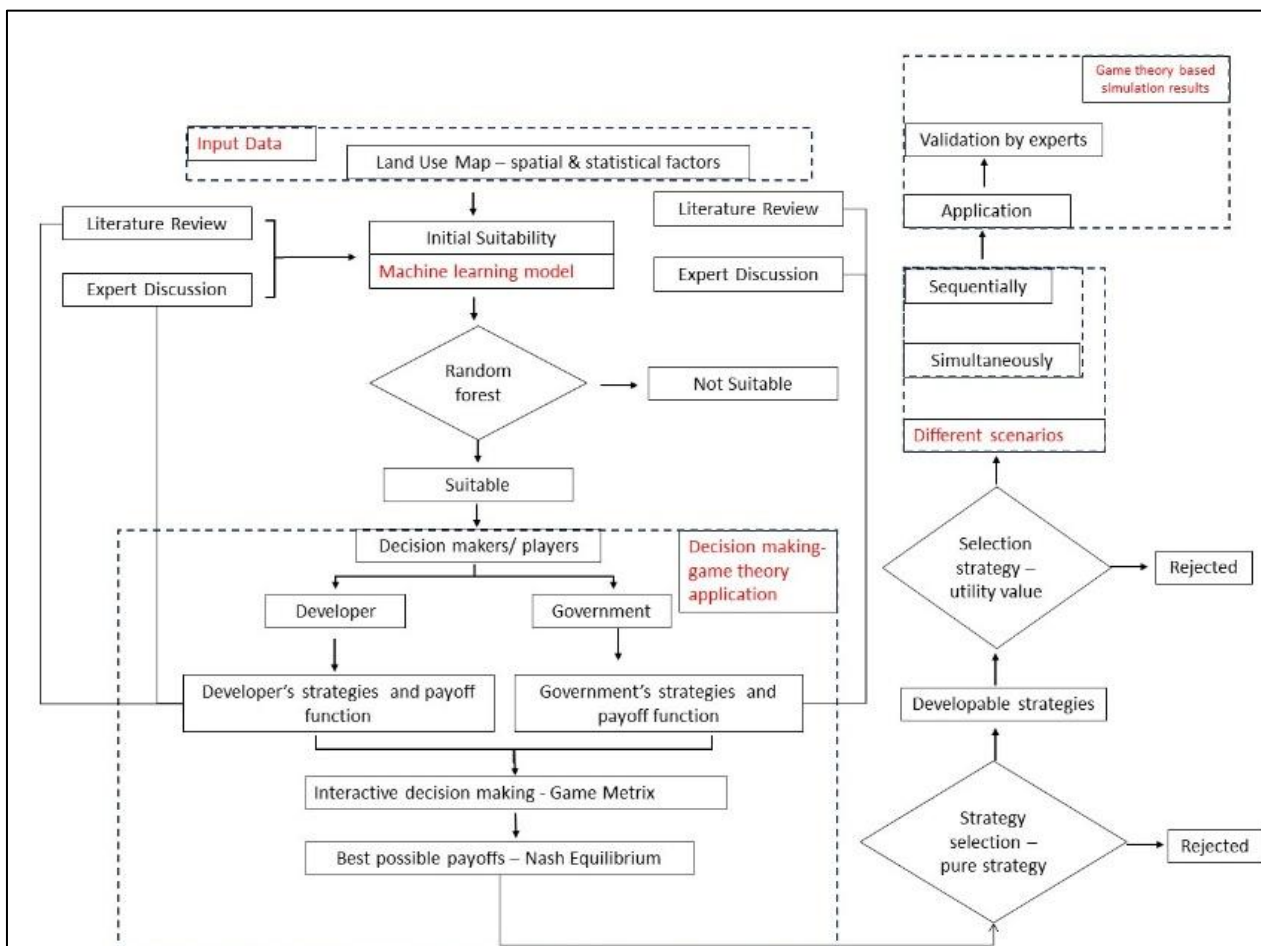 Input Data
Land Use Map – spatial & statistical factors
Literature Review
Expert Discussion
Initial Suitability
Machine learning model
Literature Review
Expert Discussion
Random
forest
Not Suitable
Suitable
Decision makers/ players
Decision making-
game theory
application
Developer
Government
Developer's strategies and payoff
function
Government's strategies and
payoff function
Interactive decision making - Game Metrix
Best possible payoffs – Nash Equilibrium
Game theory based
simulation results
Validation by experts
Application
Sequentially
Simultaneously
Different scenarios
Selection
strategy –
utility value
Rejected
Developable strategies
Strategy
selection –
pure strategy
Rejected